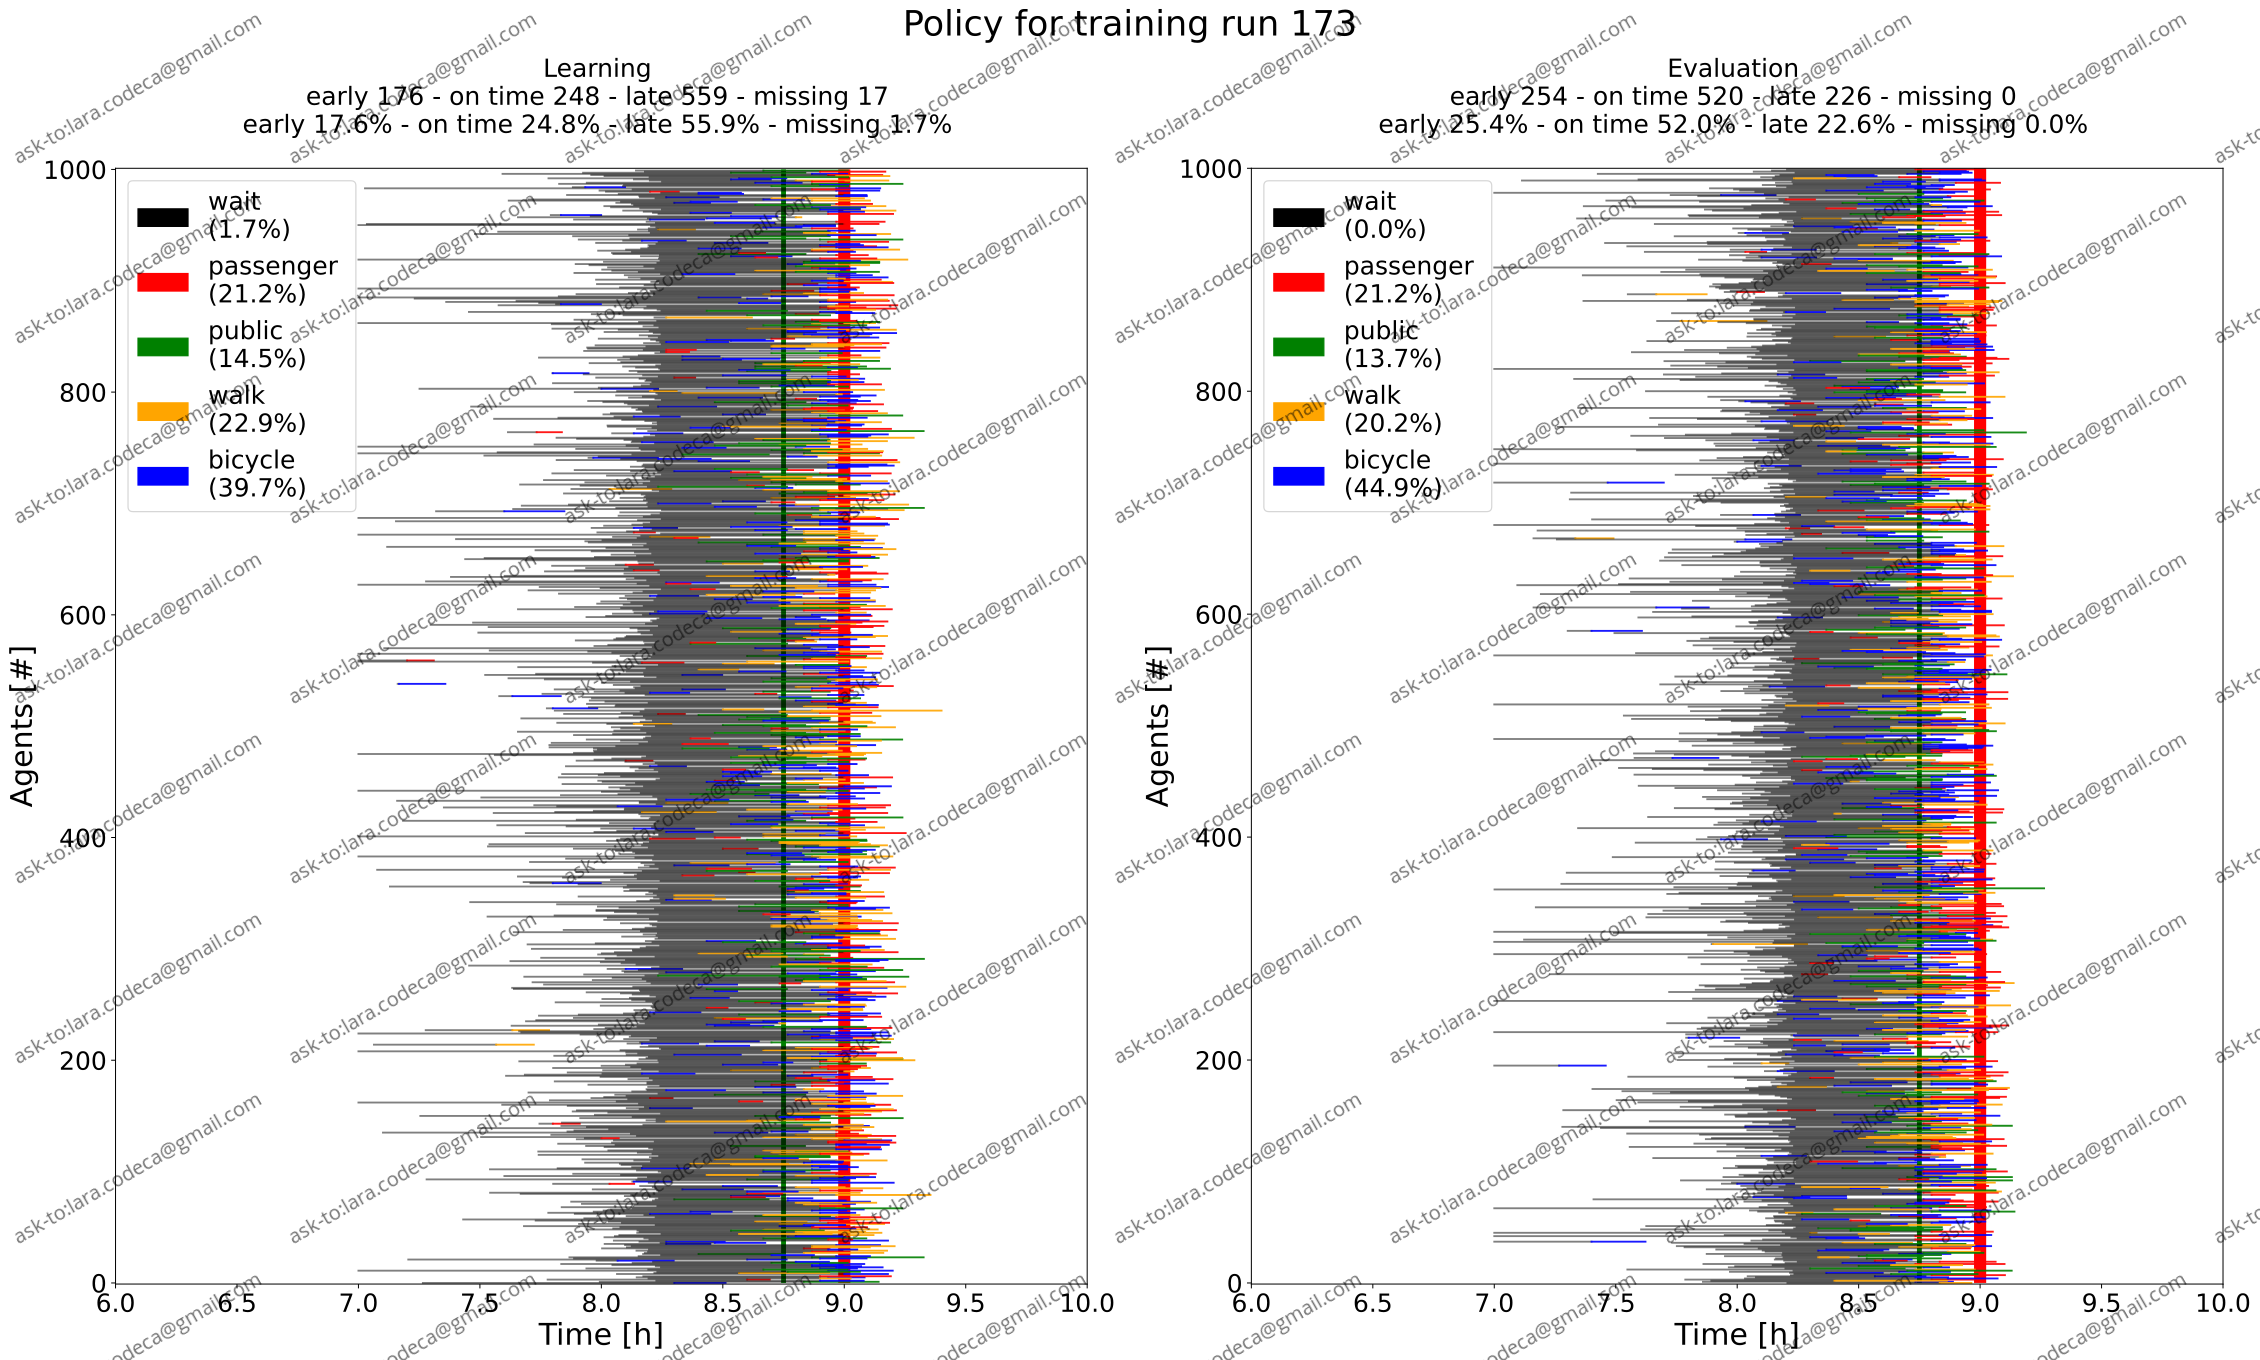 Policy for training run 173
Learning
early 176 - on time 248 - late 559 - missing 17
early 17.6% - on time 24.8% - late 55.9% - missing 1.7%
Evaluation
early 254 - on time 520 - late 226 - missing 0
early 25.4% - on time 52.0% - late 22.6% - missing 0.0%
1000
800
600
400
200
0
Agents [#]
wait
(1.7%)
passenger
(21.2%)
public
(14.5%)
walk
(22.9%)
bicycle
(39.7%)
6.0 6.5 7.0 7.5 8.0 8.5 9.0 9.5 10.0
Time [h]
1000
800
600
400
200
0
Agents [#]
wait
(0.0%)
passenger
(21.2%)
public
(13.7%)
walk
(20.2%)
bicycle
(44.9%)
6.0 6.5 7.0 7.5 8.0 8.5 9.0 9.5 10.0
Time [h]
ask-to:lara.codeca@gmail.com